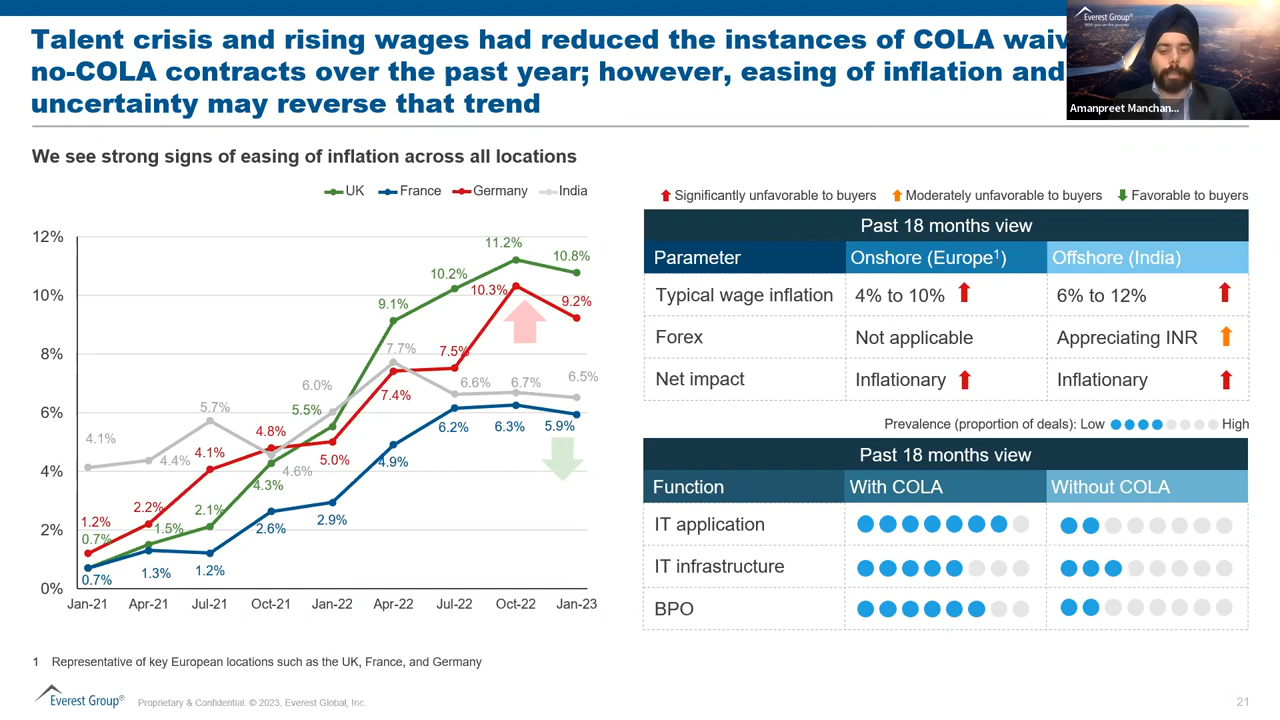 Talent crisis and rising wages had reduced the instances of COLA waiv
no-COLA contracts over the past year; however, easing of inflation and
uncertainty may reverse that trend
Everest Group®
With you on the journey
Amanpreet Manchan...
We see strong signs of easing of inflation across all locations
UK France Germany India
12%
10%
8%
6%
4%
2%
0%
11.2%
10.8%
10.2%
10.3%
9.1%
9.2%
7.7%
7.5%
7.4%
6.0%
6.6%
6.7%
6.5%
5.7%
5.5%
4.8%
5.0%
6.2%
6.3%
5.9%
4.1%
4.4%
4.1%
4.6%
4.9%
4.3%
1.2%
2.2%
2.1%
0.7%
1.5%
2.6%
2.9%
0.7%
1.3%
1.2%
Jan-21 Apr-21 Jul-21 Oct-21 Jan-22 Apr-22 Jul-22 Oct-22 Jan-23
Significantly unfavorable to buyers Moderately unfavorable to buyers Favorable to buyers
Past 18 months view
Parameter Onshore (Europe¹) Offshore (India)
Typical wage inflation 4% to 10% 6% to 12%
Forex Not applicable Appreciating INR
Net impact Inflationary Inflationary
Prevalence (proportion of deals): Low High
Past 18 months view
Function With COLA Without COLA
IT application
IT infrastructure
BPO
1 Representative of key European locations such as the UK, France, and Germany
Everest Group® Proprietary & Confidential. © 2023, Everest Global, Inc. 21